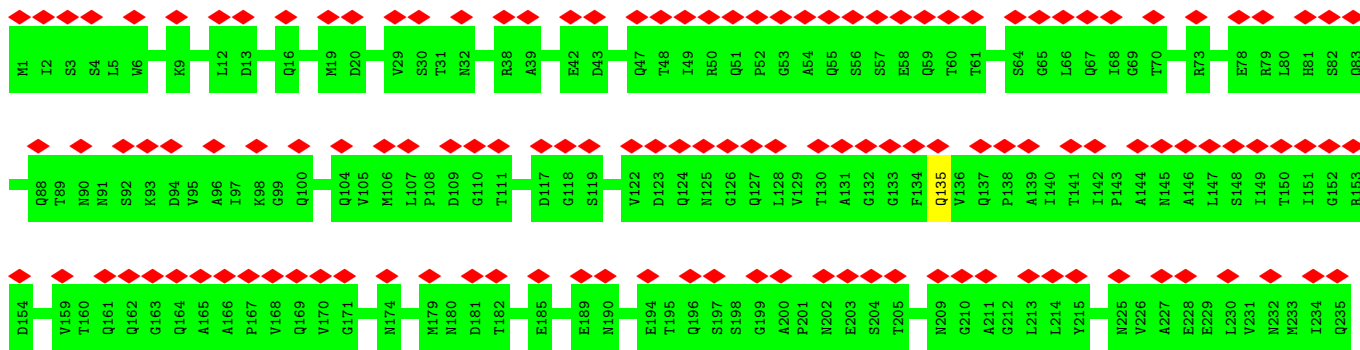 M1 I2 S3 S4 L5 W6 K9 L12 D13 Q16 M19 D20 V29 S30 T31 N32 R38 A39 E42 D43 Q47 T48 I49 R50 Q51 P52 G53 A54 Q55 S56 S57 E58 Q59 T60 T61 S64 G65 L66 Q67 I68 G69 T70 R73 E78 R79 L80 H81 S82 Q83
Q88 T89 N90 N91 S92 K93 D94 V95 A96 I97 K98 G99 Q100 Q104 V105 M106 L107 P108 D109 G110 T111 D117 G118 S119 V122 D123 Q124 N125 G126 Q127 L128 V129 T130 A131 G132 G133 F134 Q135 V136 Q137 P138 A139 I140 T141 I142 P143 A144 N145 A146 L147 S148 I149 T150 I151 G152 R153
D154 V159 T160 Q161 Q162 G163 Q164 A165 A166 P167 V168 Q169 V170 G171 N174 M179 N180 D181 T182 E185 E189 N190 E194 T195 Q196 S197 S198 G199 A200 P201 N202 E203 S204 T205 N209 G210 A211 G212 L213 L214 Y215 N225 V226 A227 E228 E229 L230 V231 N232 M233 I234 Q235